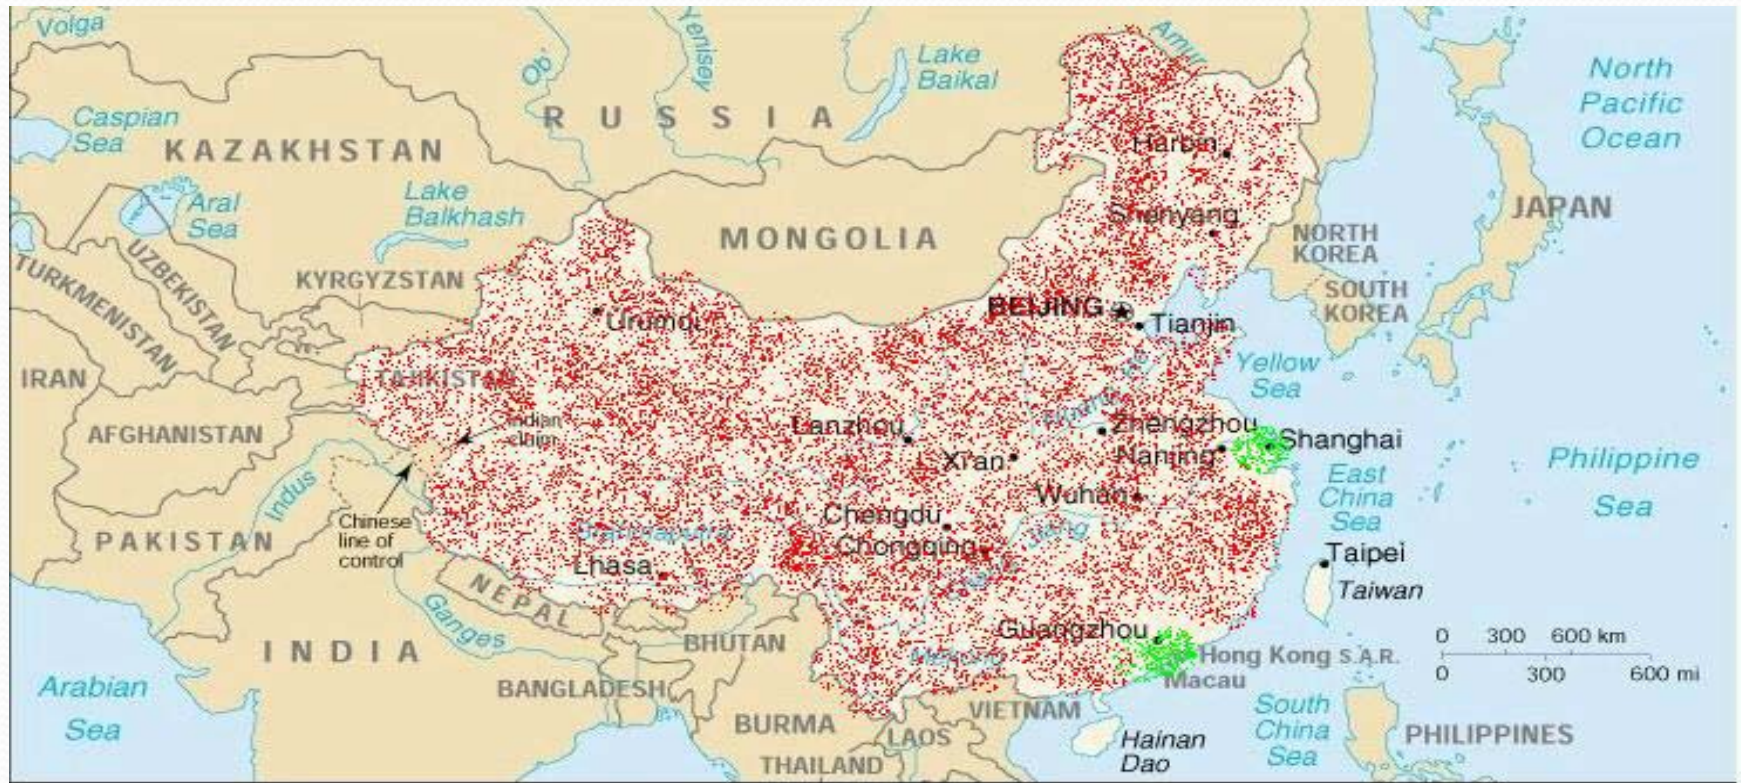 Volga
Ob'
Yenisey
Lake
Baikal
Amur
North
Pacific
Ocean
RUSSIA
Caspian
Sea
KAZAKHSTAN
Harbin
Aral
Sea
Lake
Balkhash
JAPAN
Shenyang
MONGOLIA
NORTH
KOREA
UZBEKISTAN
TURKMENISTAN
KYRGYZSTAN
SOUTH
KOREA
BEIJING
Tianjin
Urumqi
Yellow
Sea
IRAN
TAJIKISTAN
Indian
claim
Lanzhou
Huang
Zhengzhou
AFGHANISTAN
Shanghai
Xi'an
Nanjing
East
China
Sea
Philippine
Sea
Indus
Wuhan
Chinese
line of
control
Chengdu
Jiang
PAKISTAN
Brahmaputra
Chongqing
Taipei
Lhasa
Taiwan
NEPAL
Ganges
Guangzhou
0 300 600 km
BHUTAN
INDIA
Mekong
Hong Kong S.A.R.
0 300 600 mi
Macau
Arabian
Sea
BANGLADESH
BURMA
VIETNAM
South
China
Sea
LAOS
Hainan
Dao
PHILIPPINES
THAILAND